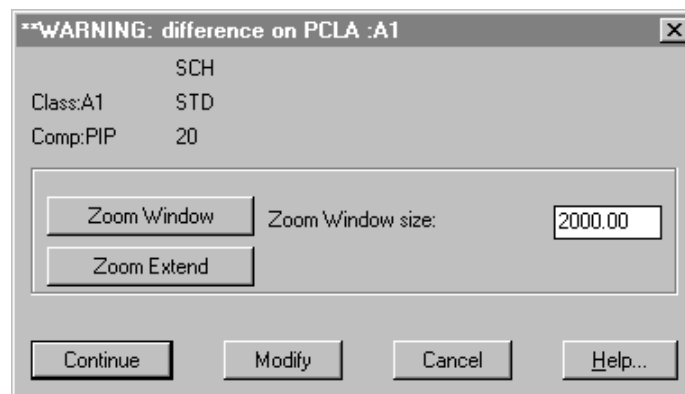 **WARNING: difference on PCLA :A1
SCH
Class:A1 STD
Comp:PIP 20
Zoom Window Zoom Window size: 2000.00
Zoom Extend
Continue Modify Cancel Help...